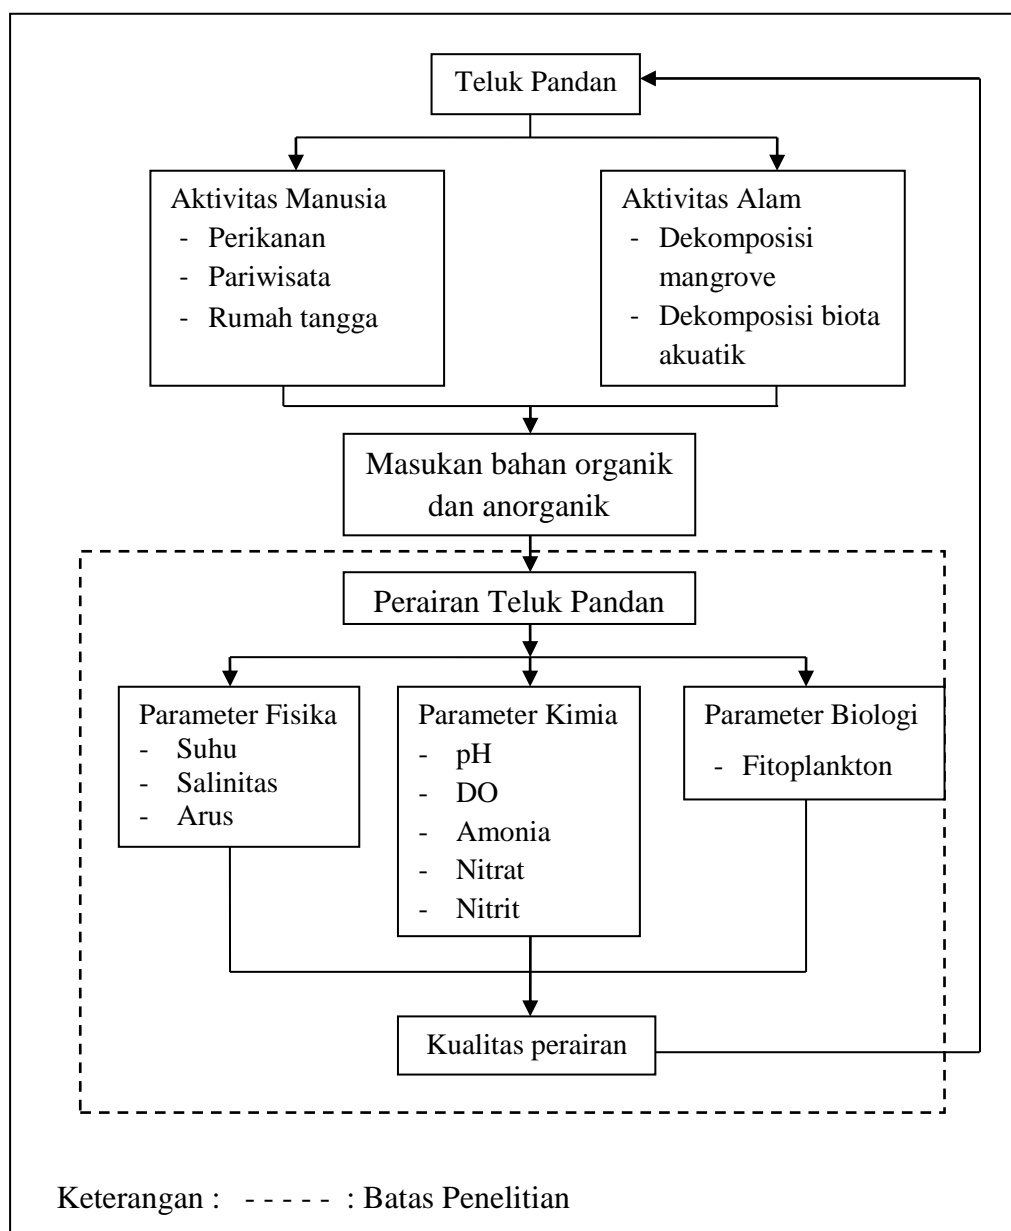 Teluk Pandan
Aktivitas Manusia
- Perikanan
- Pariwisata
- Rumah tangga
Aktivitas Alam
- Dekomposisi
mangrove
- Dekomposisi biota
akuatik
Masukan bahan organik
dan anorganik
Perairan Teluk Pandan
Parameter Fisika
- Suhu
- Salinitas
- Arus
Parameter Kimia
- pH
- DO
- Amonia
- Nitrat
- Nitrit
Parameter Biologi
- Fitoplankton
Kualitas perairan
Keterangan : - - - - - : Batas Penelitian